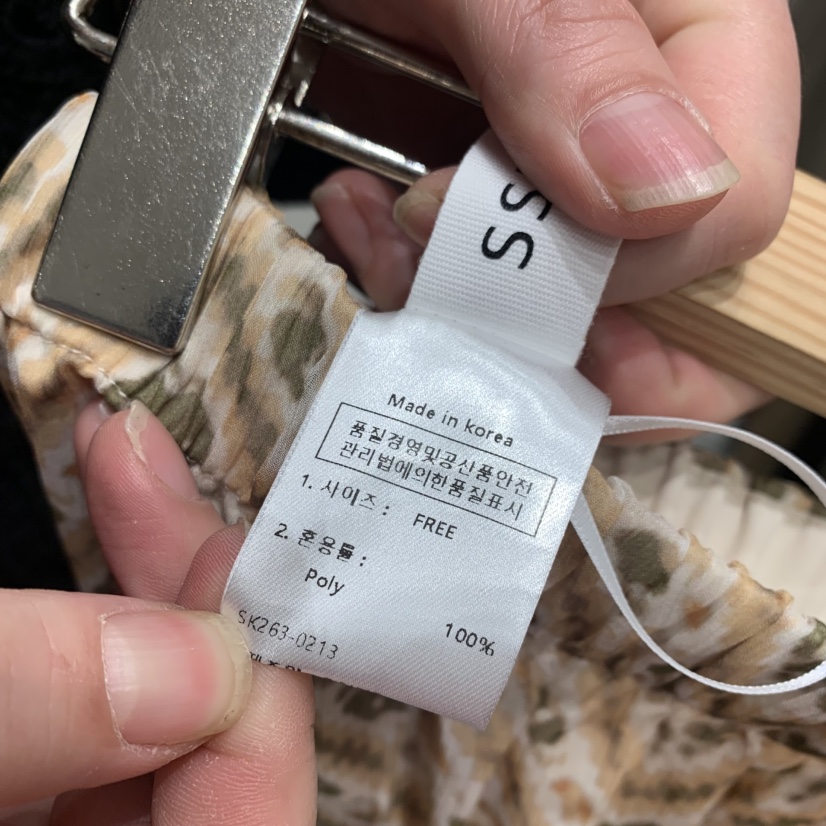 SS
Made in korea
품질경영및공산품안전
관리법에의한품질표시
1. 사이즈 : FREE
2. 혼용률 :
Poly 100%
SK263-0213